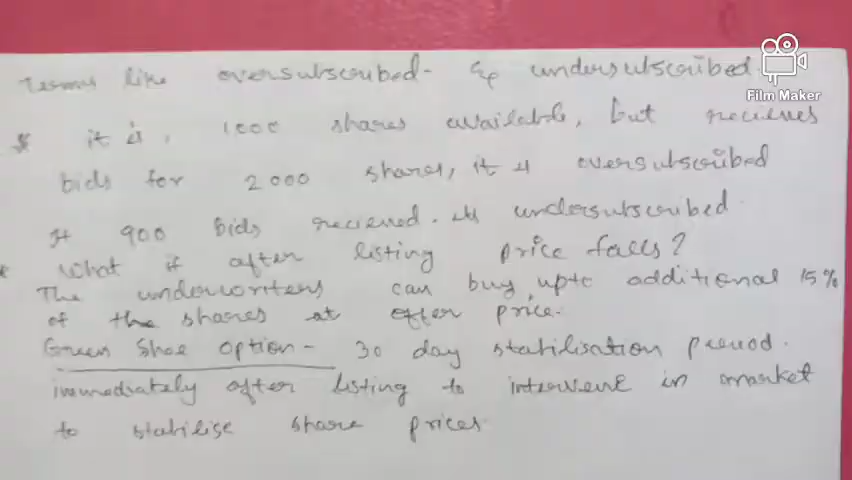 Terms like oversubscribed & undersubscribed.
Film Maker
* it is, 1000 shares available, but recieves
bids for 2000 shares, it is oversubscribed
If 900 bids recieved. its undersubscribed.
* What if after listing price falls?
The underwriters can buy upto additional 15%
of the shares at offer price.
Green Shoe Option - 30 day stabilisation period.
immediately after listing to intervene in market
to stabilise share prices